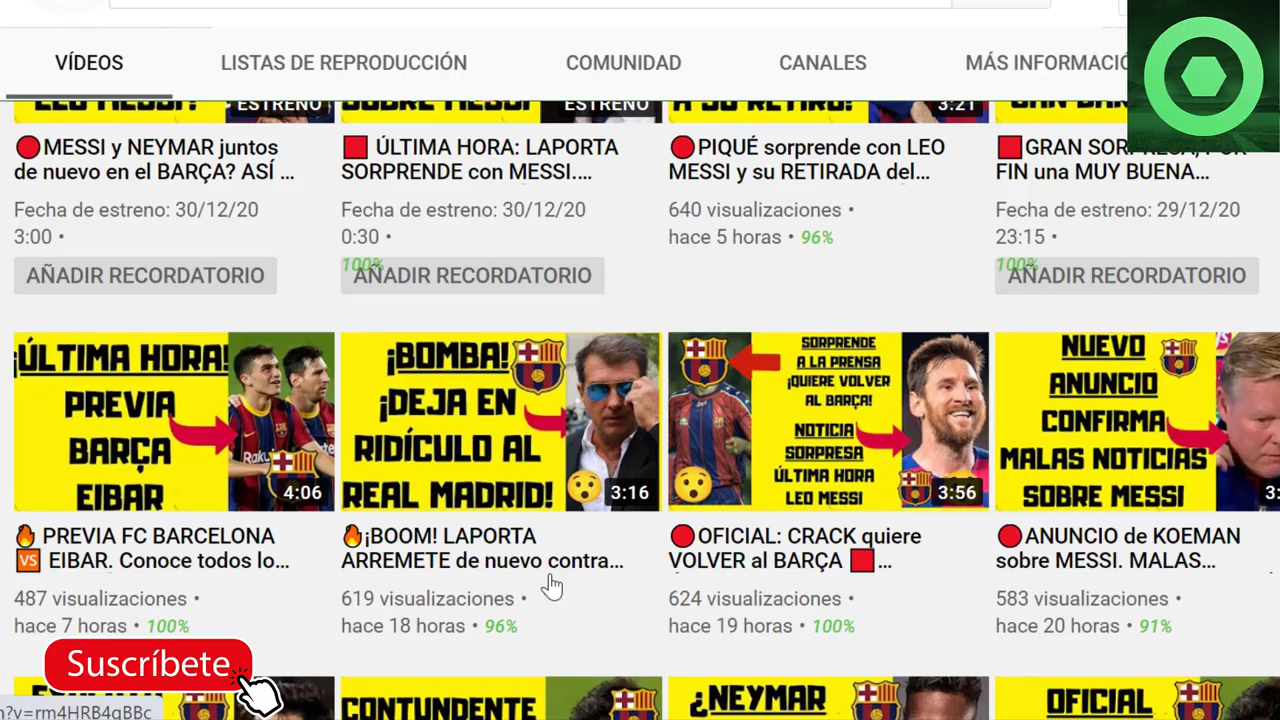 VÍDEOS
LISTAS DE REPRODUCCIÓN
COMUNIDAD
CANALES
MÁS INFORMACIÓ
LEO MESSI!
ESTRENO
SOBRE MESSI
ESTRENO
A SU RETIRO!
3:21
MESSI y NEYMAR juntos
de nuevo en el BARÇA? ASÍ ...
Fecha de estreno: 30/12/20
3:00 •
AÑADIR RECORDATORIO
ÚLTIMA HORA: LAPORTA
SORPRENDE con MESSI....
Fecha de estreno: 30/12/20
0:30 •
100%
AÑADIR RECORDATORIO
PIQUÉ sorprende con LEO
MESSI y su RETIRADA del...
640 visualizaciones •
hace 5 horas • 96%
GRAN SORPRESA, POR
FIN una MUY BUENA...
Fecha de estreno: 29/12/20
23:15 •
100%
AÑADIR RECORDATORIO
¡ÚLTIMA HORA!
PREVIA
BARÇA
EIBAR
4:06
PREVIA FC BARCELONA
VS EIBAR. Conoce todos lo...
487 visualizaciones •
hace 7 horas • 100%
¡BOMBA!
¡DEJA EN
RIDÍCULO AL
REAL MADRID!
3:16
¡BOOM! LAPORTA
ARREMETE de nuevo contra...
619 visualizaciones •
hace 18 horas • 96%
SORPRENDE
A LA PRENSA
¡QUIERE VOLVER
AL BARÇA!
NOTICIA
SORPRESA
ÚLTIMA HORA
LEO MESSI
3:56
OFICIAL: CRACK quiere
VOLVER al BARÇA
...
624 visualizaciones •
hace 19 horas • 100%
NUEVO
ANUNCIO
CONFIRMA
MALAS NOTICIAS
SOBRE MESSI
3:
ANUNCIO de KOEMAN
sobre MESSI. MALAS...
583 visualizaciones •
hace 20 horas • 91%
Suscríbete
n?v=rm4HRB4qBBc
CONTUNDENTE
¿NEYMAR
OFICIAL